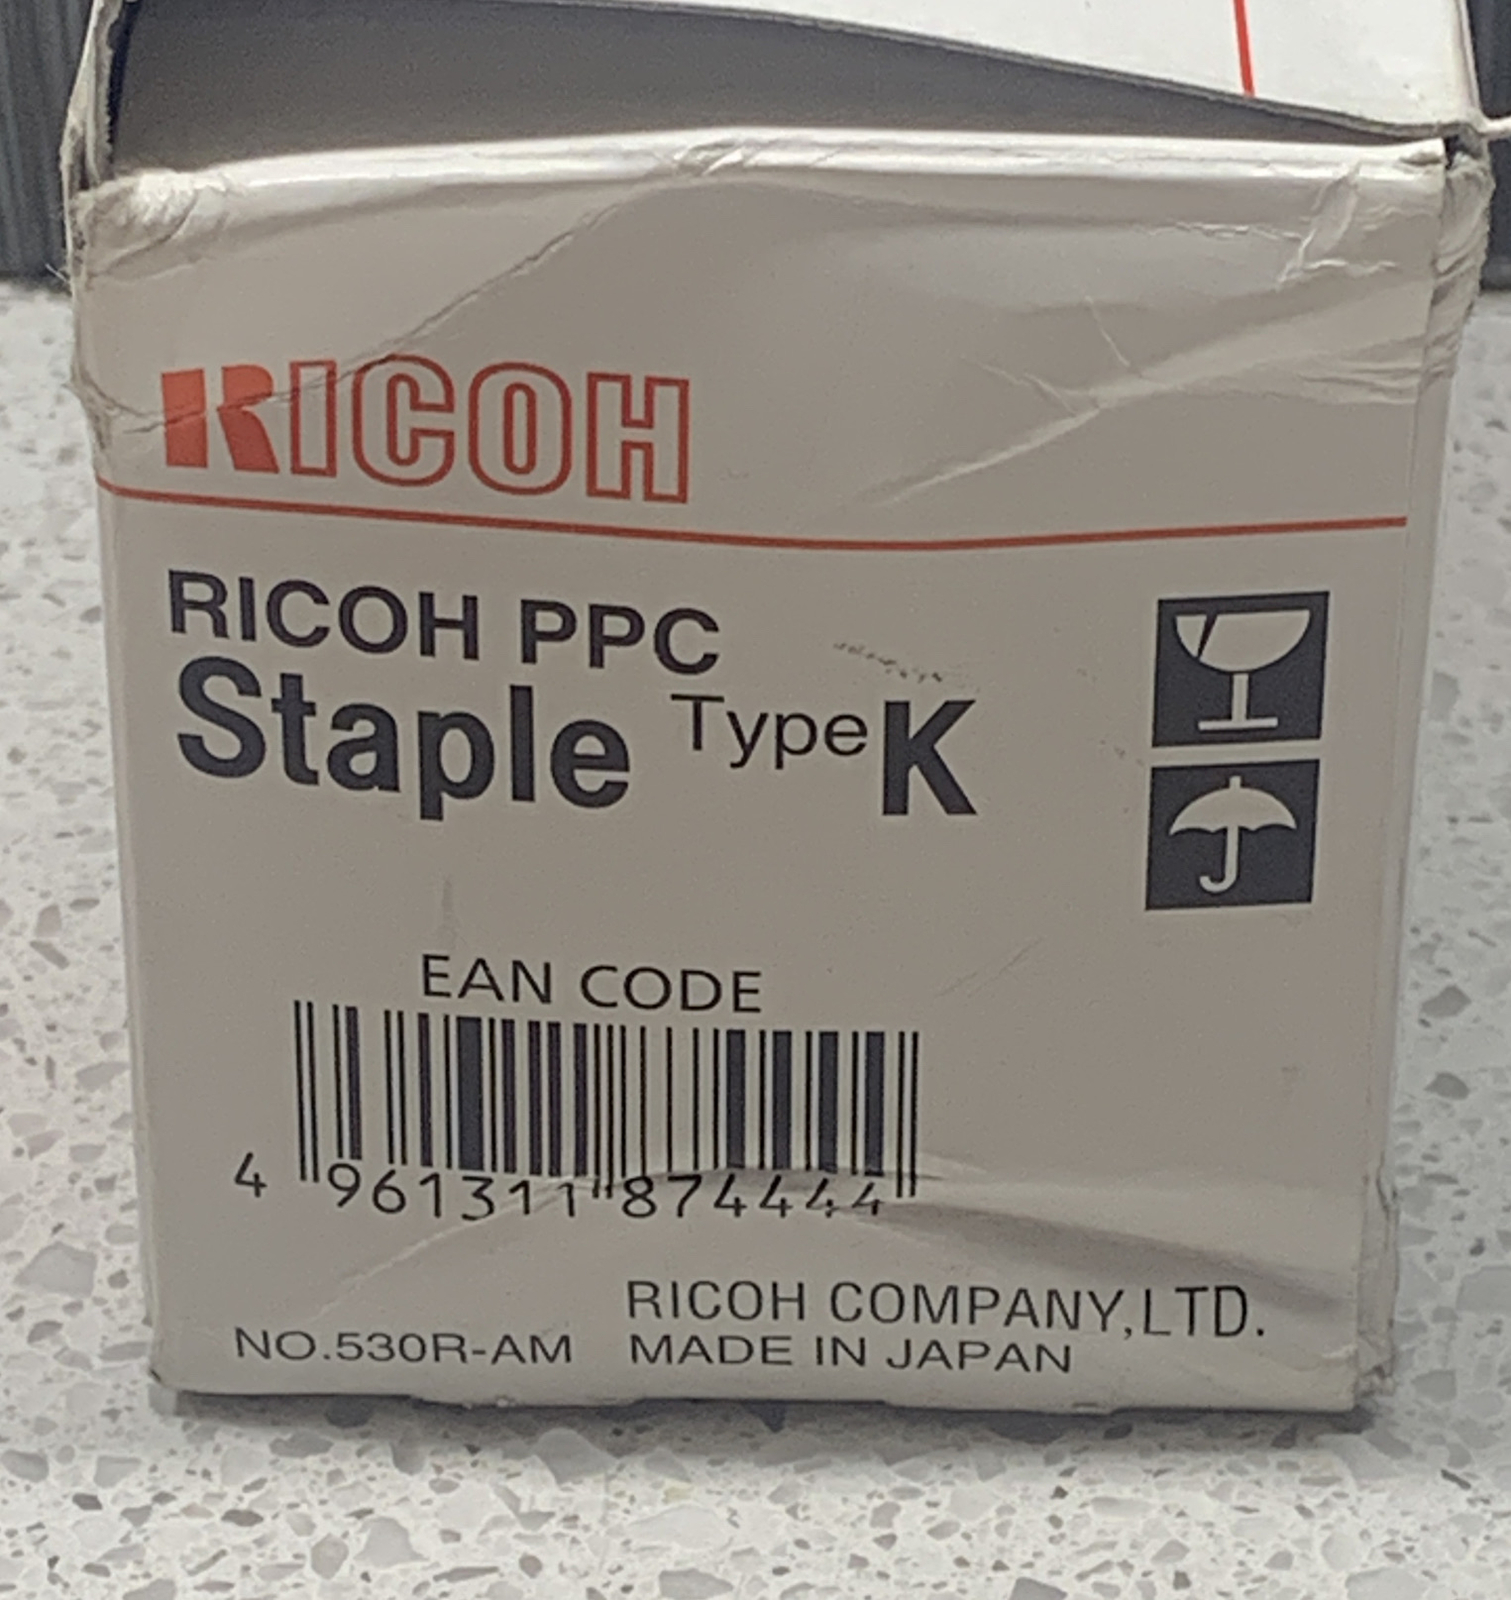 RICOH
RICOH PPC
Staple Type K
EAN CODE
4 961311 874444
NO.530R-AM
RICOH COMPANY,LTD.
MADE IN JAPAN